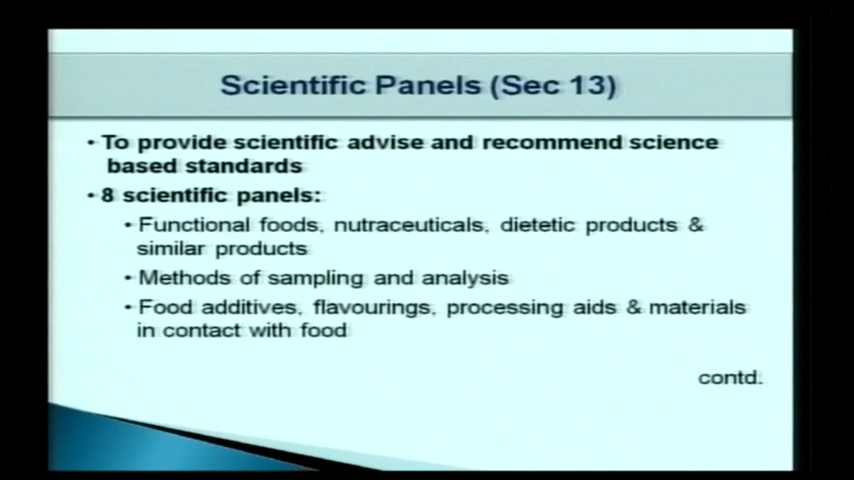 Scientific Panels (Sec 13)
• To provide scientific advise and recommend science
based standards
• 8 scientific panels:
• Functional foods, nutraceuticals, dietetic products &
similar products
• Methods of sampling and analysis
• Food additives, flavourings, processing aids & materials
in contact with food
contd.